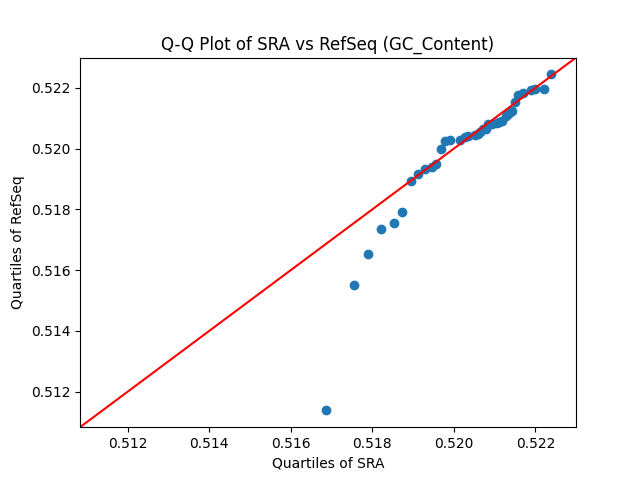 Q-Q Plot of SRA vs RefSeq (GC_Content)
Quartiles of RefSeq
0.522
0.520
0.518
0.516
0.514
0.512
0.512 0.514 0.516 0.518 0.520 0.522
Quartiles of SRA